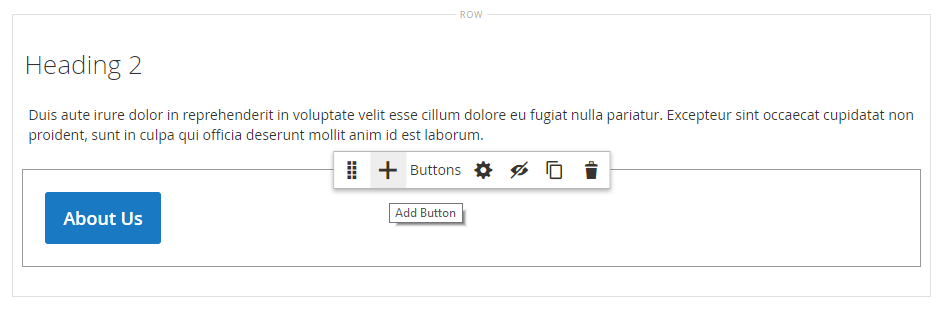 ROW
Heading 2
Duis aute irure dolor in reprehenderit in voluptate velit esse cillum dolore eu fugiat nulla pariatur. Excepteur sint occaecat cupidatat non
proident, sunt in culpa qui officia deserunt mollit anim id est laborum.
Buttons
Add Button
About Us